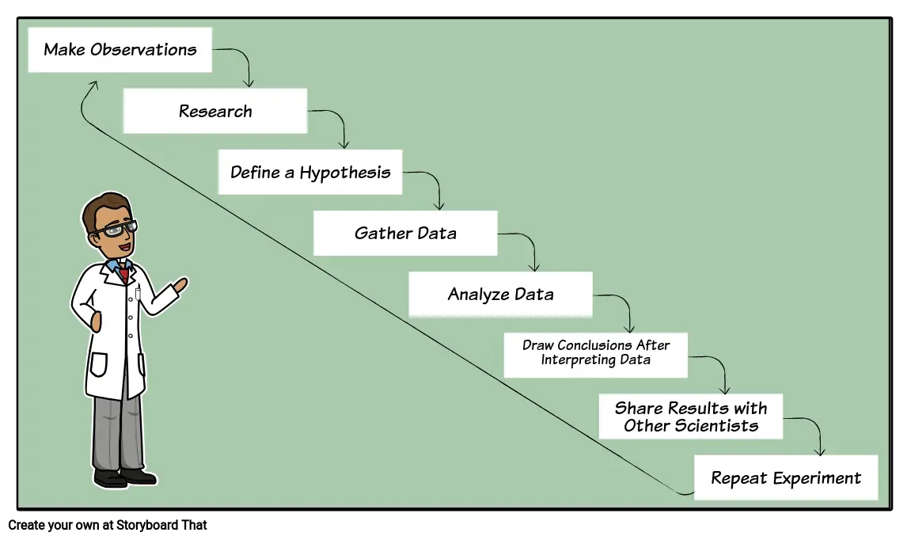 Make Observations
Research
Define a Hypothesis
Gather Data
Analyze Data
Draw Conclusions After
Interpreting Data
Share Results with
Other Scientists
Repeat Experiment
Create your own at Storyboard That